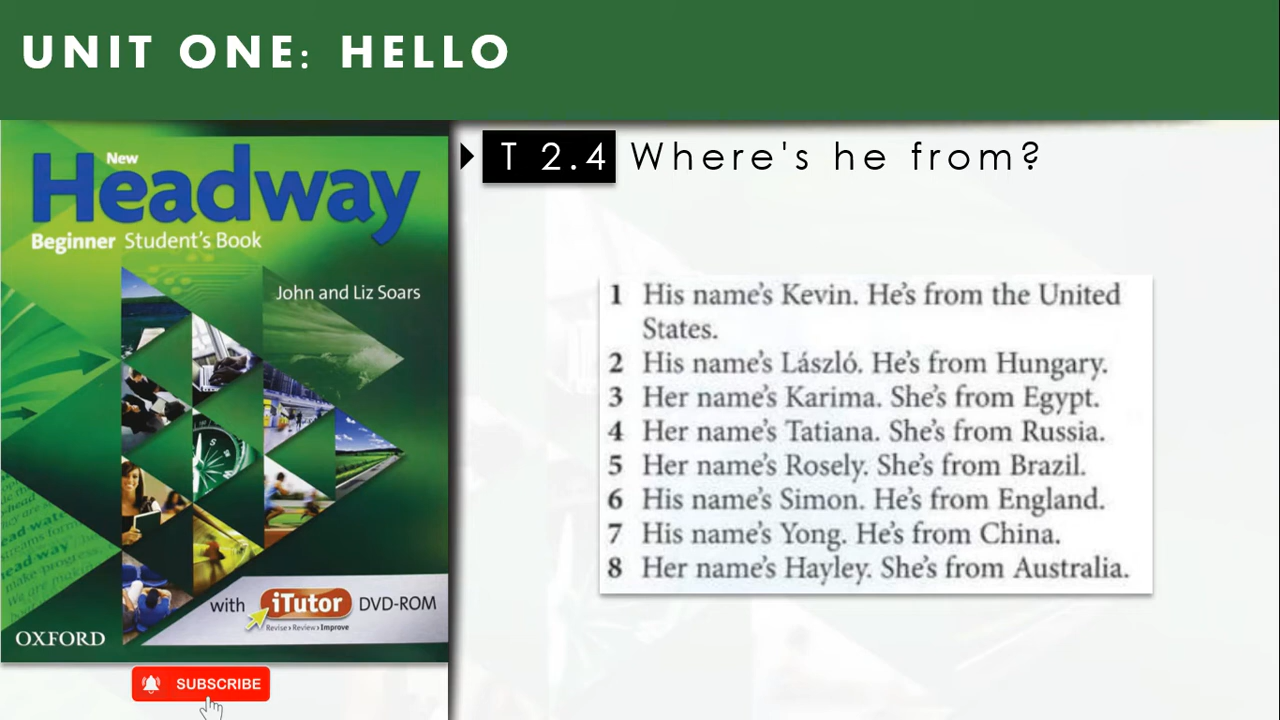 UNIT ONE: HELLO
New
Headway
Beginner Student's Book
John and Liz Soars
with iTutor DVD-ROM
Revise › Review › Improve
OXFORD
SUBSCRIBE
T 2.4 Where's he from?
1 His name's Kevin. He's from the United
States.
2 His name's László. He's from Hungary.
3 Her name's Karima. She's from Egypt.
4 Her name's Tatiana. She's from Russia.
5 Her name's Rosely. She's from Brazil.
6 His name's Simon. He's from England.
7 His name's Yong. He's from China.
8 Her name's Hayley. She's from Australia.